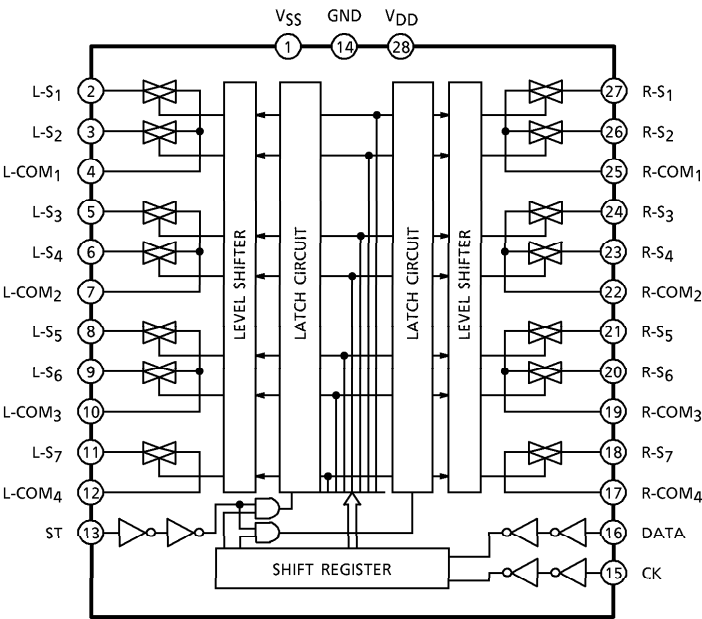 VSS GND VDD
1 14 28
L-S1 2 27 R-S1
L-S2 3 26 R-S2
L-COM1 4 25 R-COM1
L-S3 5 24 R-S3
L-S4 6 23 R-S4
L-COM2 7 22 R-COM2
L-S5 8 21 R-S5
L-S6 9 20 R-S6
L-COM3 10 19 R-COM3
L-S7 11 18 R-S7
L-COM4 12 17 R-COM4
LEVEL SHIFTER
LATCH CIRCUIT
LATCH CIRCUIT
LEVEL SHIFTER
ST 13 16 DATA
SHIFT REGISTER
15 CK